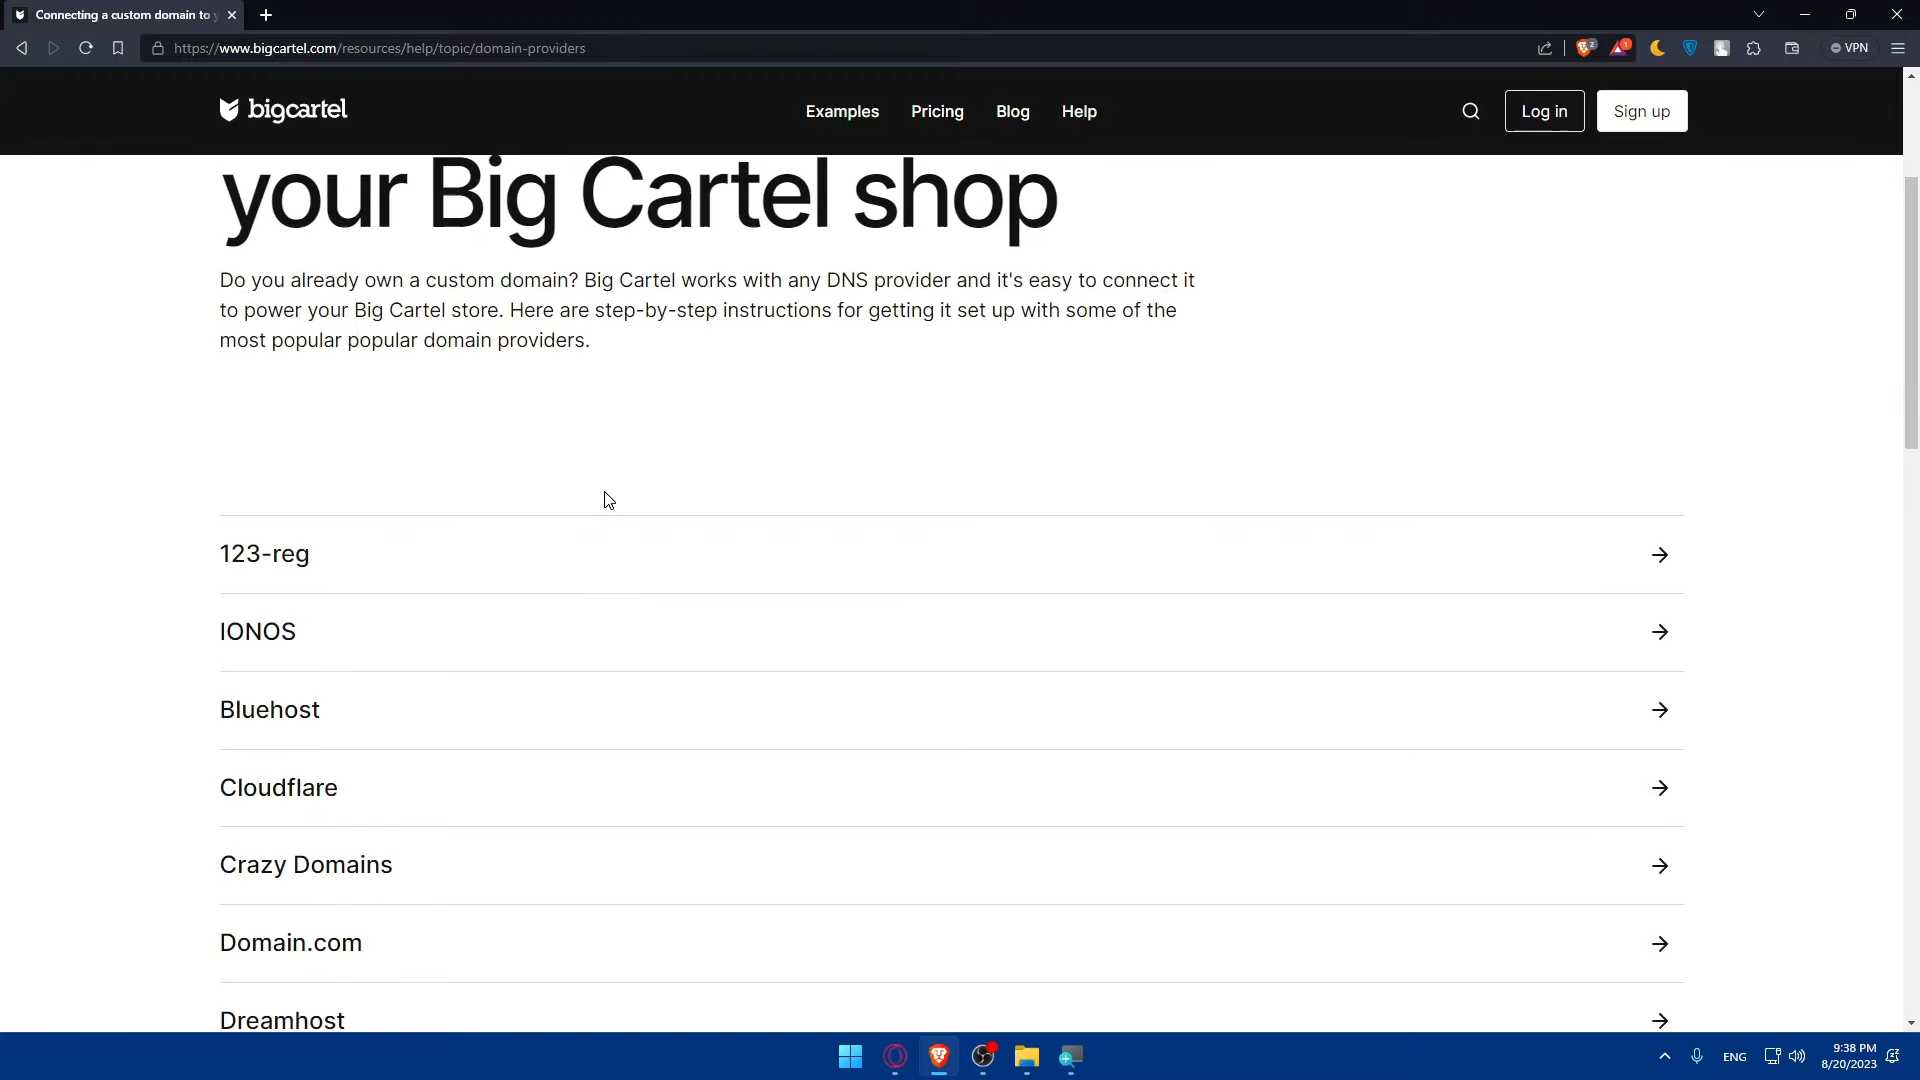 Connecting a custom domain to y
https://www.bigcartel.com/resources/help/topic/domain-providers
2
1
VPN
bigcartel
Examples
Pricing
Blog
Help
Log in
Sign up
your Big Cartel shop
Do you already own a custom domain? Big Cartel works with any DNS provider and it's easy to connect it
to power your Big Cartel store. Here are step-by-step instructions for getting it set up with some of the
most popular popular domain providers.
123-reg
IONOS
Bluehost
Cloudflare
Crazy Domains
Domain.com
Dreamhost
ENG
9:38 PM
8/20/2023